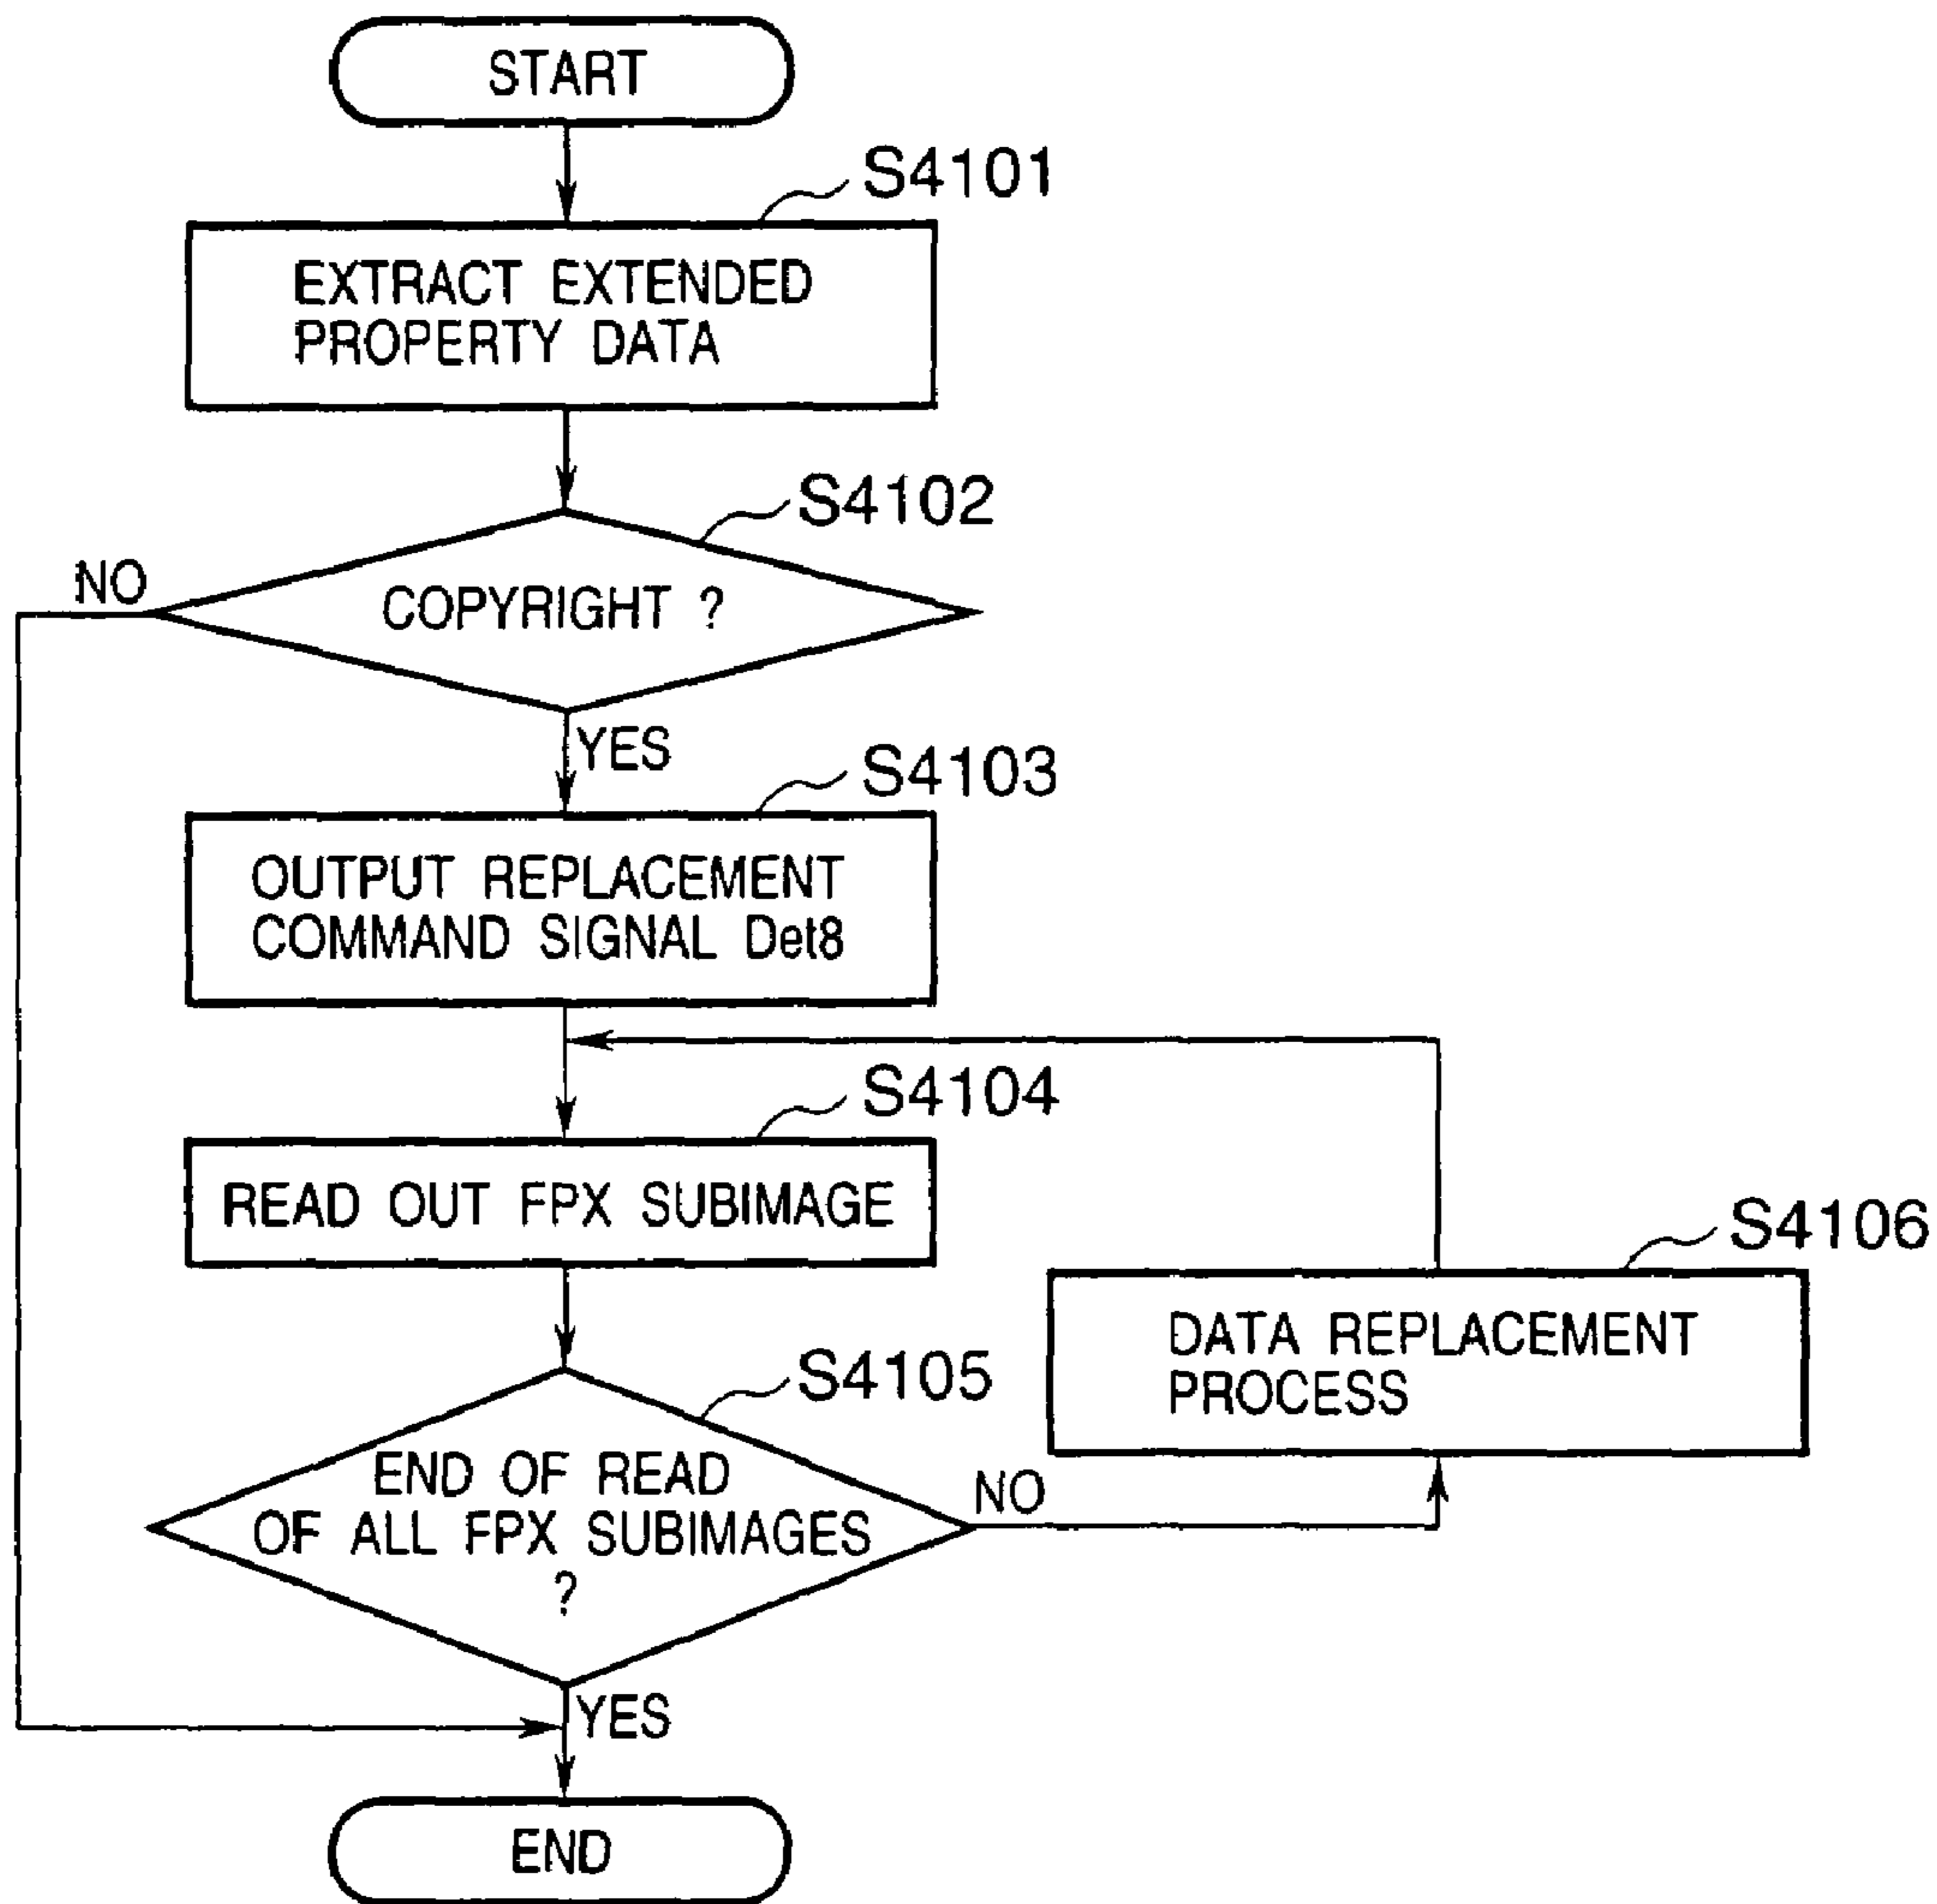 START
S4101
EXTRACT EXTENDED
PROPERTY DATA
S4102
NO
COPYRIGHT ?
YES
S4103
OUTPUT REPLACEMENT
COMMAND SIGNAL Det8
S4104
READ OUT FPX SUBIMAGE
S4106
DATA REPLACEMENT
PROCESS
S4105
END OF READ
OF ALL FPX SUBIMAGES
?
NO
YES
END